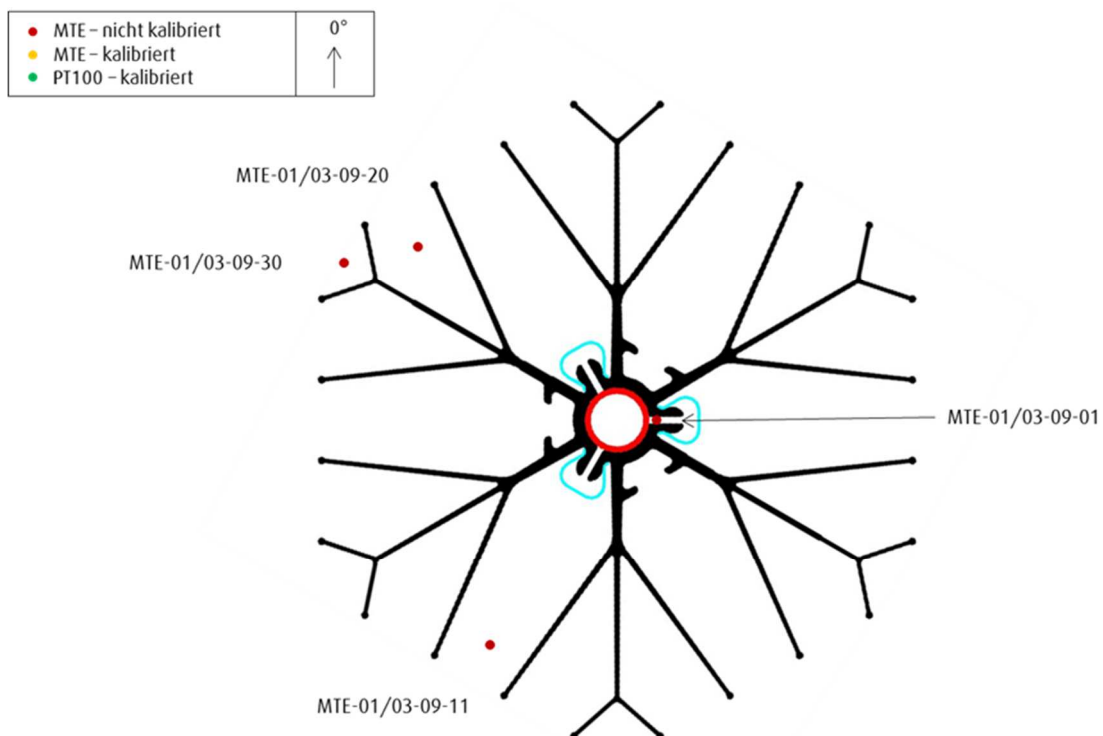 MTE – nicht kalibriert
MTE – kalibriert
PT100 – kalibriert
0°
MTE-01/03-09-20
MTE-01/03-09-30
MTE-01/03-09-01
MTE-01/03-09-11